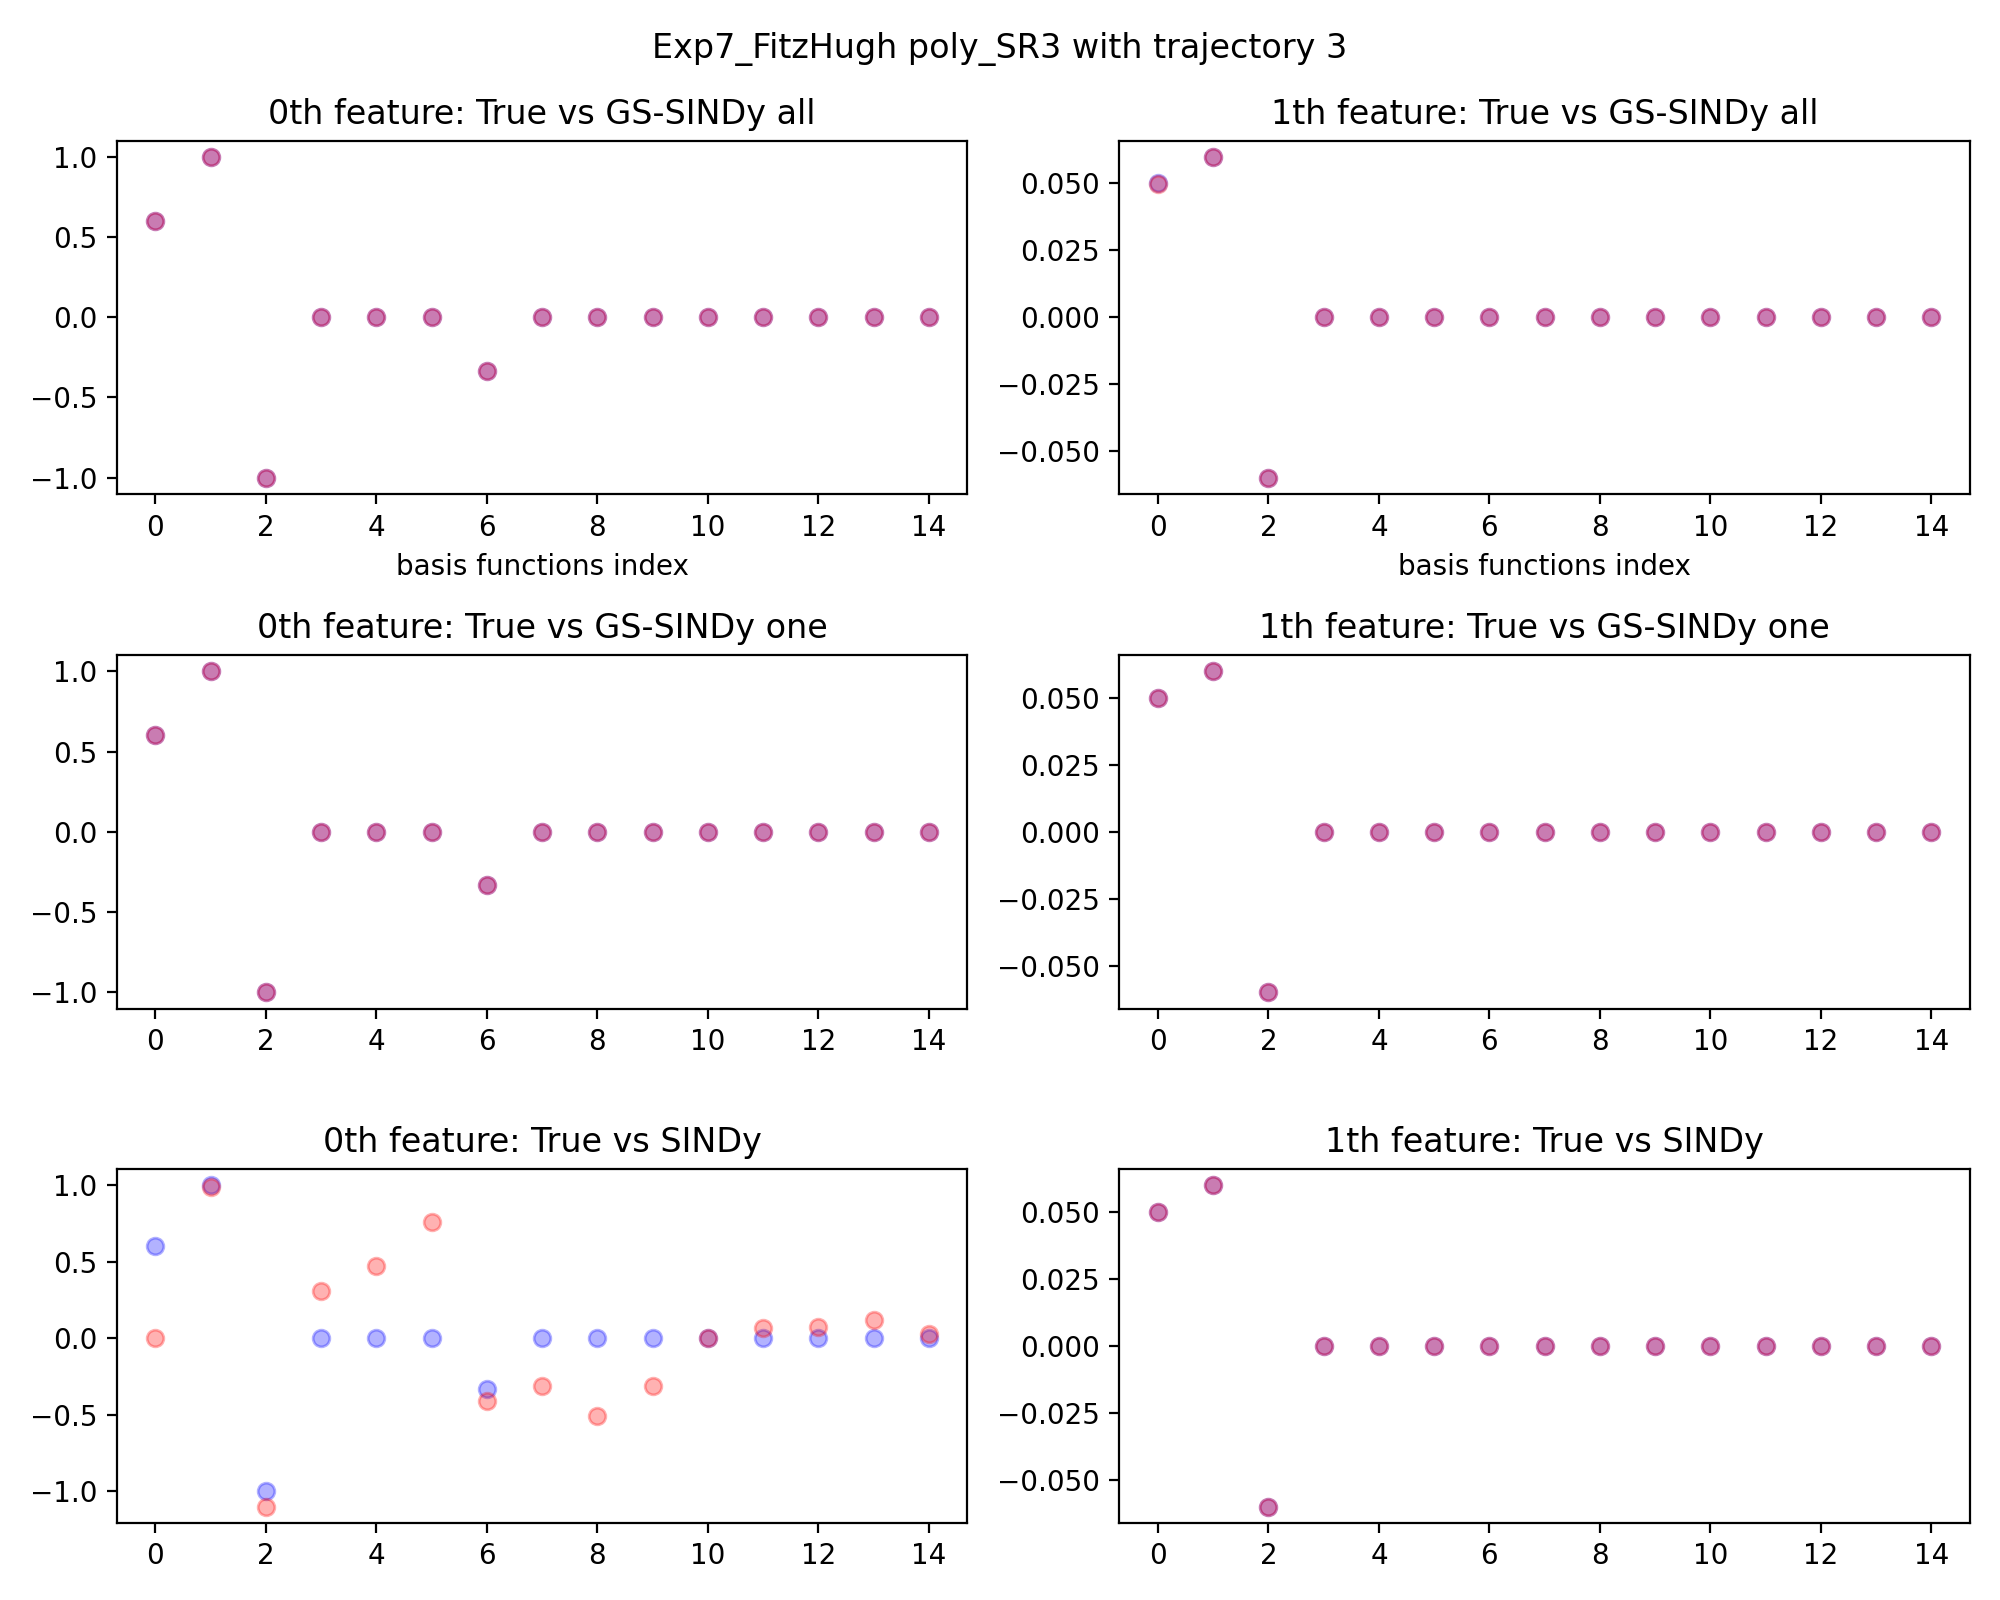 Exp7_FitzHugh poly_SR3 with trajectory 3
0th feature: True vs GS-SINDy all
1.0
0.5
0.0
−0.5
−1.0
0 2 4 6 8 10 12 14
basis functions index
1th feature: True vs GS-SINDy all
0.050
0.025
0.000
−0.025
−0.050
0 2 4 6 8 10 12 14
basis functions index
0th feature: True vs GS-SINDy one
1.0
0.5
0.0
−0.5
−1.0
0 2 4 6 8 10 12 14
1th feature: True vs GS-SINDy one
0.050
0.025
0.000
−0.025
−0.050
0 2 4 6 8 10 12 14
0th feature: True vs SINDy
1.0
0.5
0.0
−0.5
−1.0
0 2 4 6 8 10 12 14
1th feature: True vs SINDy
0.050
0.025
0.000
−0.025
−0.050
0 2 4 6 8 10 12 14